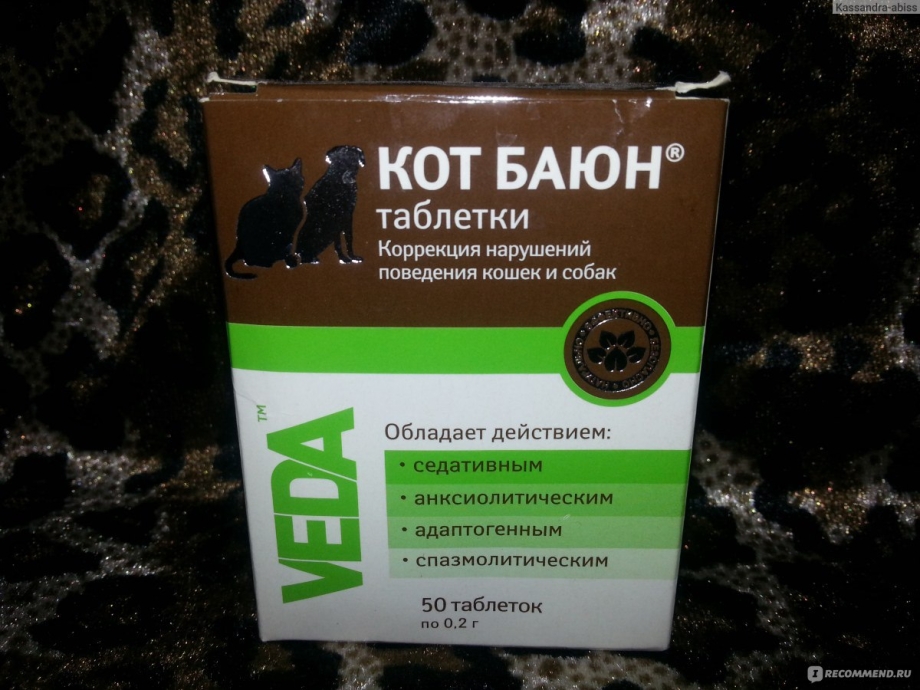 Kassandra-abiss
КОТ БАЮН®
таблетки
Коррекция нарушений
поведения кошек и собак
VEDA™
Обладает действием:
• седативным
• анксиолитическим
• адаптогенным
• спазмолитическим
50 таблеток
по 0,2 г
IRECOMMEND.RU